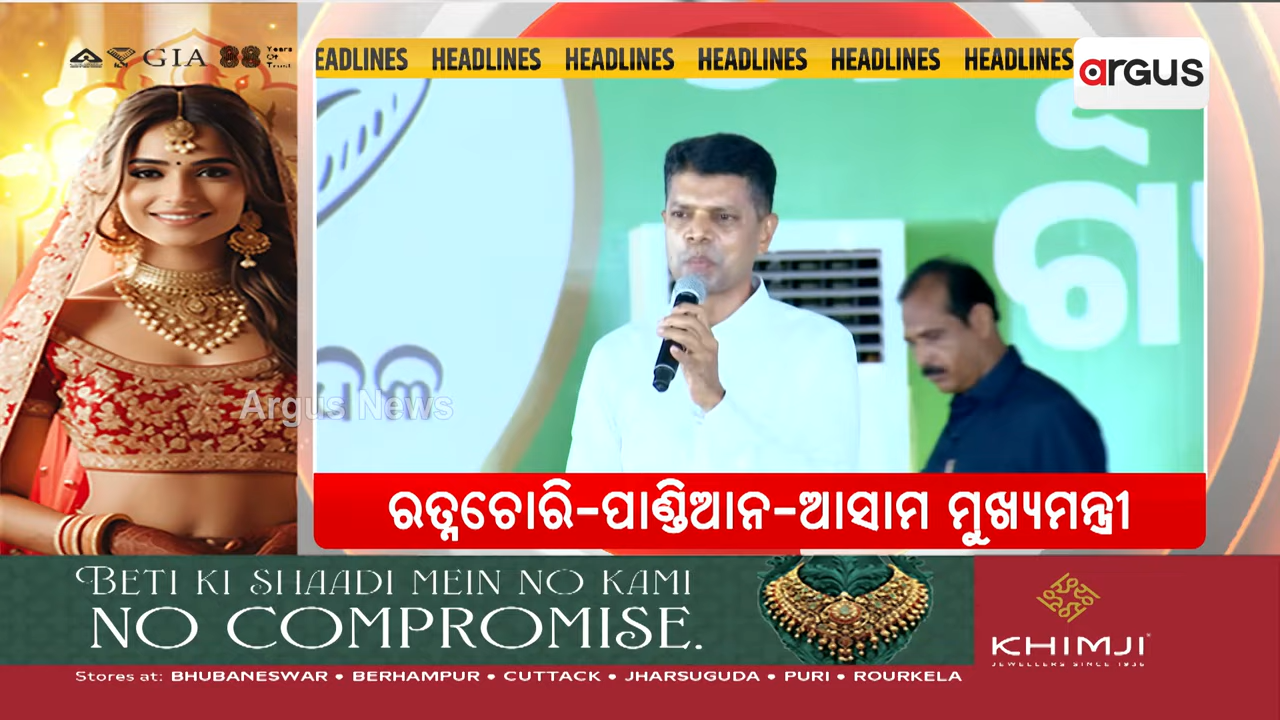 GIA 88 Years Of Trust
EADLINES HEADLINES HEADLINES HEADLINES HEADLINES HEADLINES
argus
Argus News
ରତ୍ନଚୋରି-ପାଣ୍ଡିଆନ-ଆସାମ ମୁଖ୍ୟମନ୍ତ୍ରୀ
BETI KI SHAADI MEIN NO KAMI
NO COMPROMISE.
KHIMJI
JEWELLERS SINCE 1936
Stores at: BHUBANESWAR • BERHAMPUR • CUTTACK • JHARSUGUDA • PURI • ROURKELA